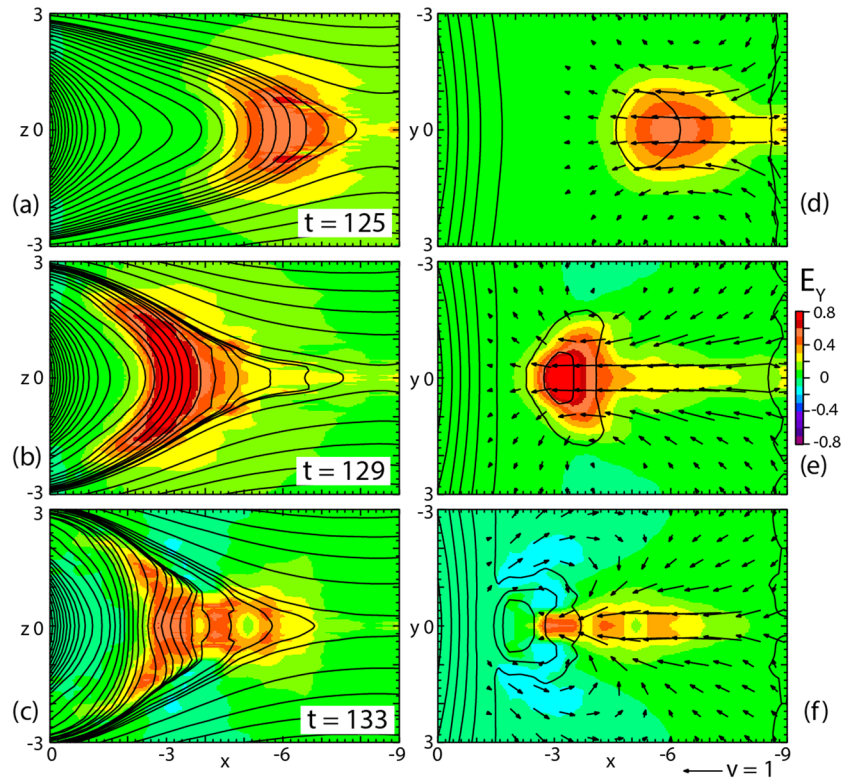 3
-3
z 0
y 0
(a)
(d)
t = 125
-3
3
3
-3
E_Y
0.8
0.4
z 0
y 0
0
-0.4
(b)
t = 129
-0.8
(e)
-3
3
3
-3
z 0
y 0
(c)
t = 133
(f)
-3
3
0
-3
x
-6
-9
-3
x
-6
-9
v = 1